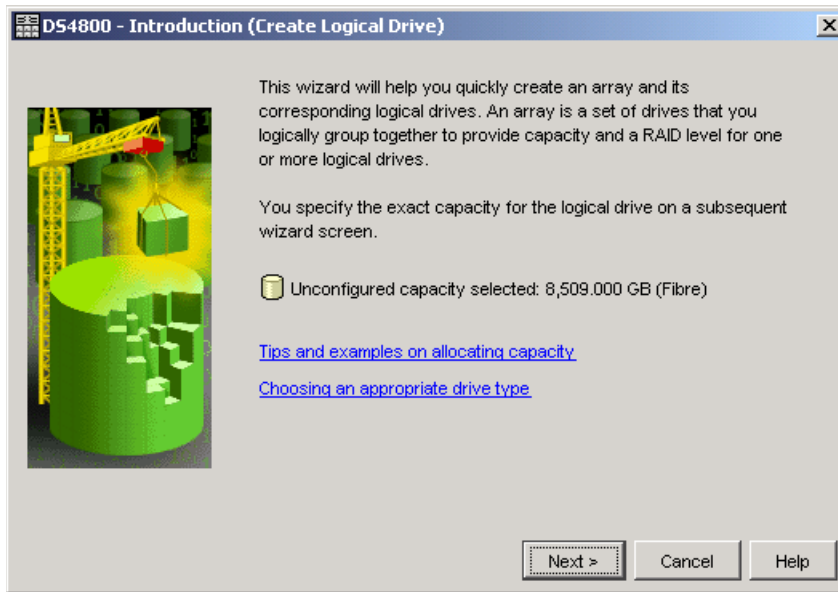 DS4800 - Introduction (Create Logical Drive)
This wizard will help you quickly create an array and its
corresponding logical drives. An array is a set of drives that you
logically group together to provide capacity and a RAID level for one
or more logical drives.
You specify the exact capacity for the logical drive on a subsequent
wizard screen.
Unconfigured capacity selected: 8,509.000 GB (Fibre)
Tips and examples on allocating capacity
Choosing an appropriate drive type
Next >
Cancel
Help